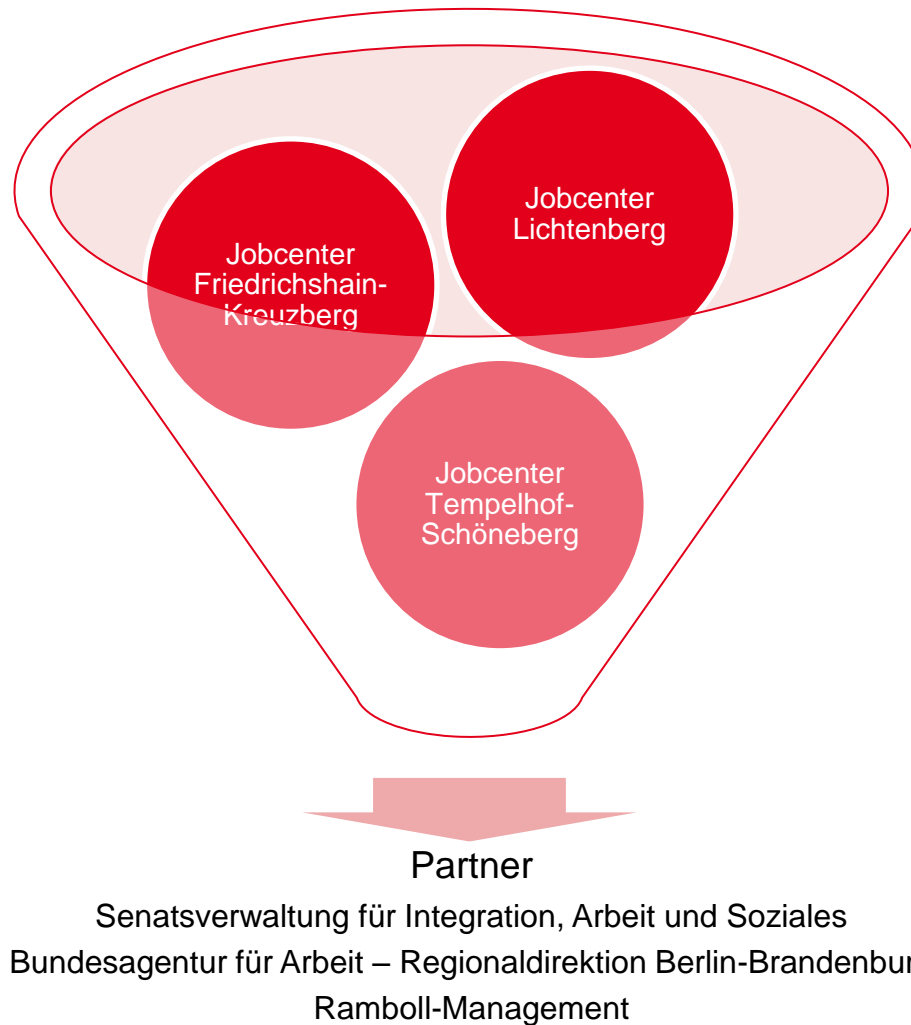 Jobcenter
Lichtenberg
Jobcenter
Friedrichshain-
Kreuzberg
Jobcenter
Tempelhof-
Schöneberg
Partner
Senatsverwaltung für Integration, Arbeit und Soziales
Bundesagentur für Arbeit – Regionaldirektion Berlin-Brandenbur
Ramboll-Management